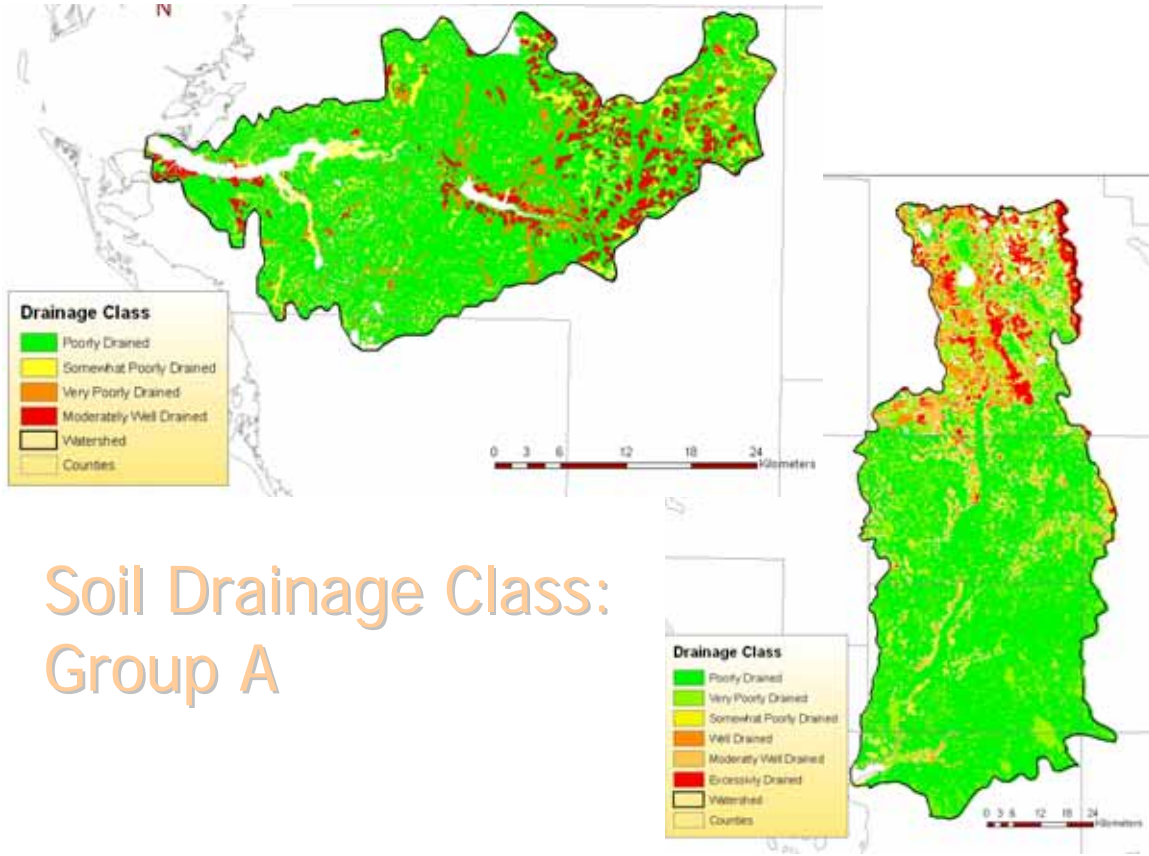 N
Drainage Class
Poorly Drained
Somewhat Poorly Drained
Very Poorly Drained
Moderately Well Drained
Watershed
Counties
0 3 6 12 18 24
Kilometers
Soil Drainage Class:
Group A
Drainage Class
Poorly Drained
Very Poorly Drained
Somewhat Poorly Drained
Well Drained
Moderatly Well Drained
Excessivly Drained
Watershed
Counties
0 3 6 12 18 24
Kilometers